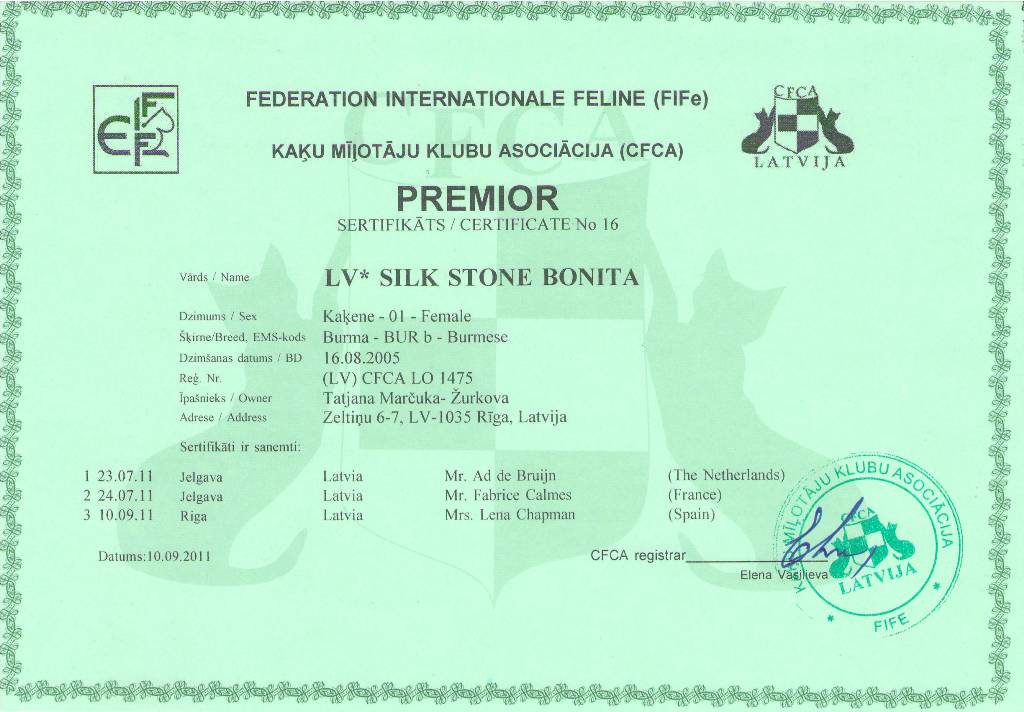 FEDERATION INTERNATIONALE FELINE (FIFe)
CFCA
LATVIJA
KAĶU MĪĻOTĀJU KLUBU ASOCIĀCIJA (CFCA)
PREMIOR
SERTIFIKĀTS / CERTIFICATE No 16
CFCA
Vārds / Name LV* SILK STONE BONITA
Dzimums / Sex Kaķene - 01 - Female
Šķirne/Breed, EMS-kods Burma - BUR b - Burmese
Dzimšanas datums / BD 16.08.2005
Reģ. Nr. (LV) CFCA LO 1475
Īpašnieks / Owner Tatjana Marčuka- Žurkova
Adrese / Address Zeltiņu 6-7, LV-1035 Rīga, Latvija
Sertifikāti ir saņemti:
1 23.07.11 Jelgava Latvia Mr. Ad de Bruijn (The Netherlands)
2 24.07.11 Jelgava Latvia Mr. Fabrice Calmes (France)
3 10.09.11 Rīga Latvia Mrs. Lena Chapman (Spain)
Datums:10.09.2011
CFCA registrar
Elena Vasiļieva
KAĶU MĪĻOTĀJU KLUBU ASOCIĀCIJA
CFCA
LATVIJA
* FIFE *